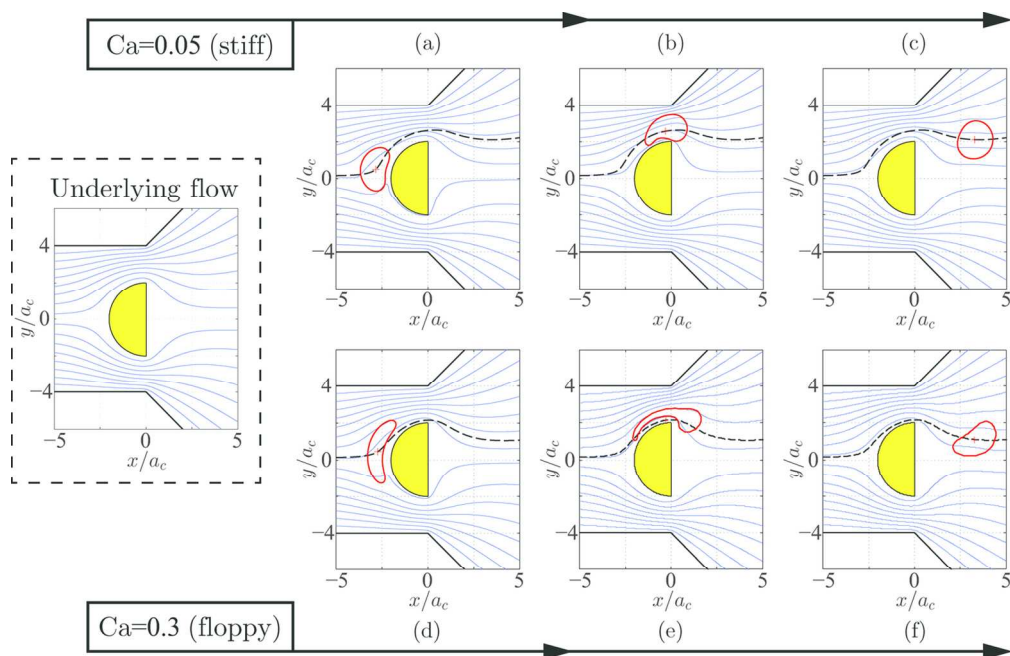 Ca=0.05 (stiff)
(a)
(b)
(c)
Underlying flow
y/a_c
4
0
−4
−5
0
5
x/a_c
y/a_c
4
0
−4
−5
0
5
x/a_c
y/a_c
4
0
−4
−5
0
5
x/a_c
y/a_c
4
0
−4
−5
0
5
x/a_c
y/a_c
4
0
−4
−5
0
5
x/a_c
y/a_c
4
0
−4
−5
0
5
x/a_c
y/a_c
4
0
−4
−5
0
5
x/a_c
Ca=0.3 (floppy)
(d)
(e)
(f)